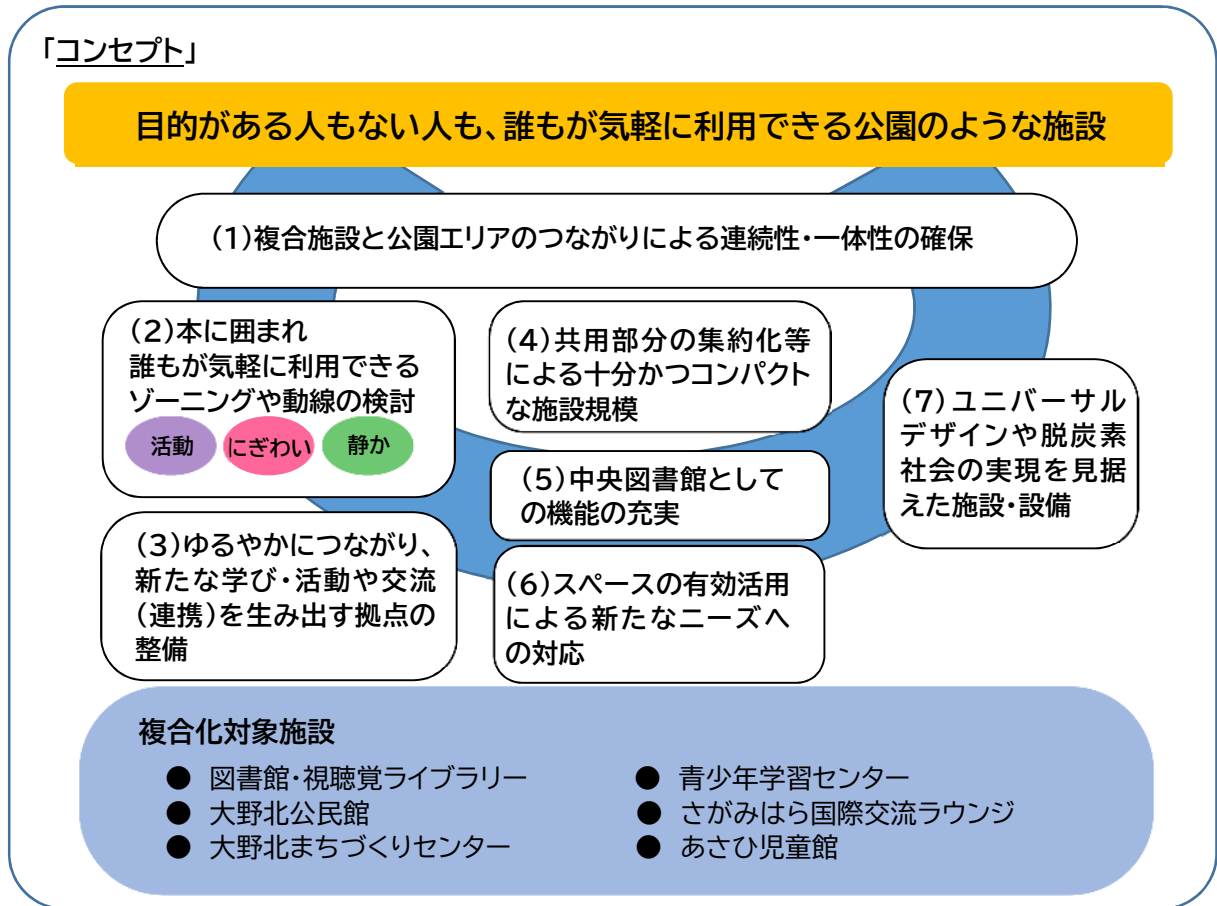 「コンセプト」
目的がある人もない人も、誰もが気軽に利用できる公園のような施設
(1)複合施設と公園エリアのつながりによる連続性・一体性の確保
(2)本に囲まれ
誰もが気軽に利用できる
ゾーニングや動線の検討
活動
にぎわい
静か
(3)ゆるやかにつながり、
新たな学び・活動や交流
(連携)を生み出す拠点の
整備
(4)共用部分の集約化等
による十分かつコンパクト
な施設規模
(5)中央図書館として
の機能の充実
(6)スペースの有効活用
による新たなニーズへ
の対応
(7)ユニバーサル
デザインや脱炭素
社会の実現を見据
えた施設・設備
複合化対象施設
● 図書館・視聴覚ライブラリー
● 大野北公民館
● 大野北まちづくりセンター
● 青少年学習センター
● さがみはら国際交流ラウンジ
● あさひ児童館